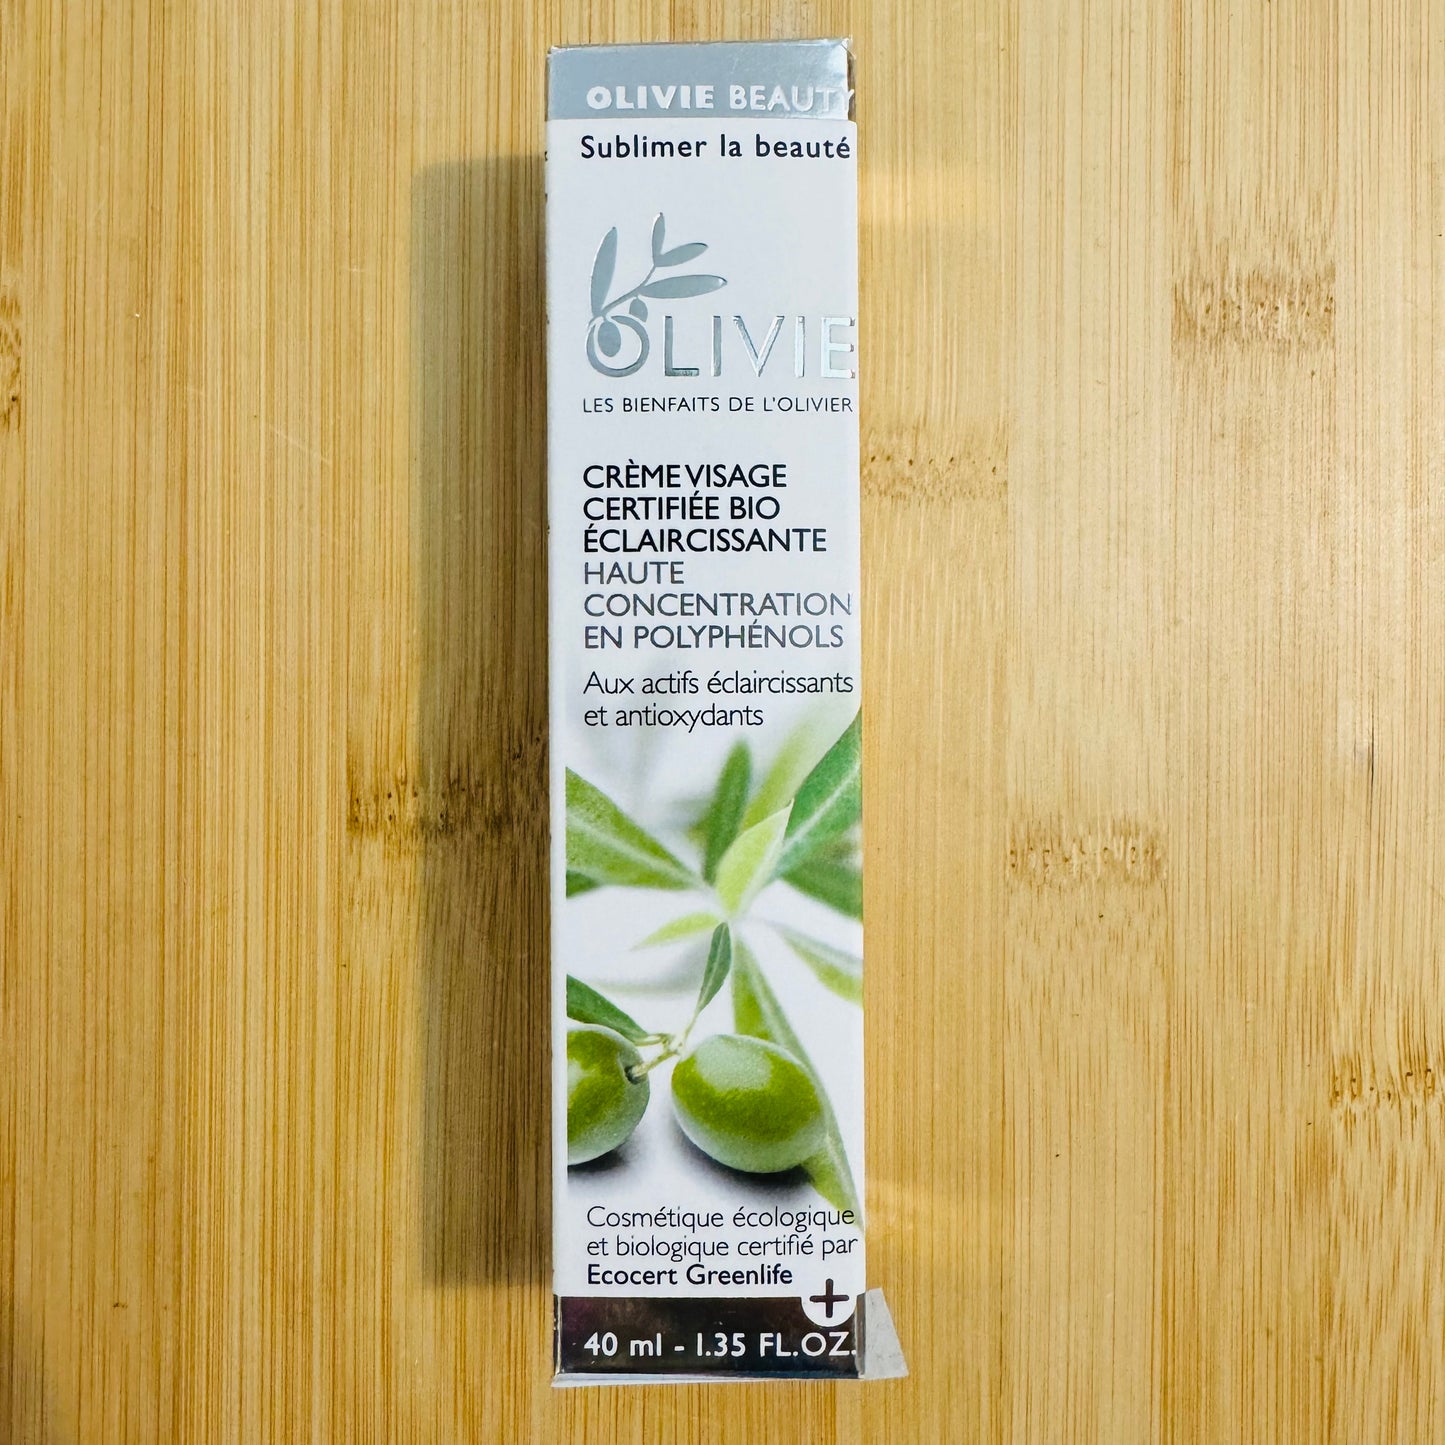 OLIVIE BEAUTY
Sublimer la beauté
OLIVIE
LES BIENFAITS DE L'OLIVIER
CRÈME VISAGE
CERTIFIÉE BIO
ÉCLAIRCISSANTE
HAUTE
CONCENTRATION
EN POLYPHÉNOLS
Aux actifs éclaircissants
et antioxydants
Cosmétique écologique
et biologique certifié par
Ecocert Greenlife
+
40 ml - 1.35 FL.OZ.